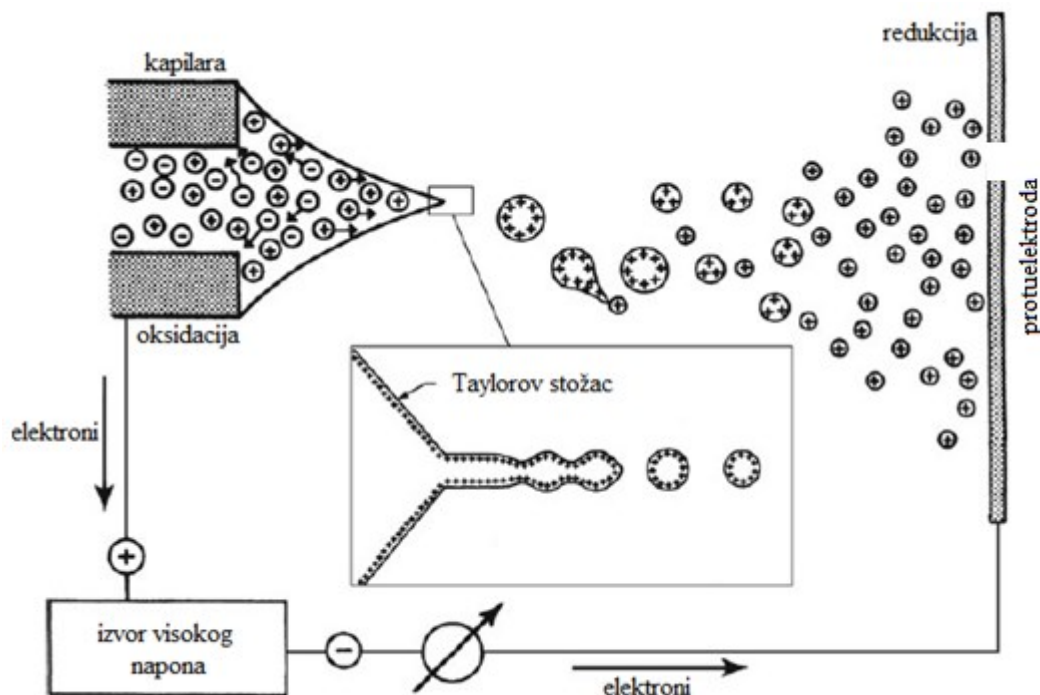 redukcija
kapilara
protuelektroda
oksidacija
Taylorov stožac
elektroni
izvor visokog
napona
elektroni